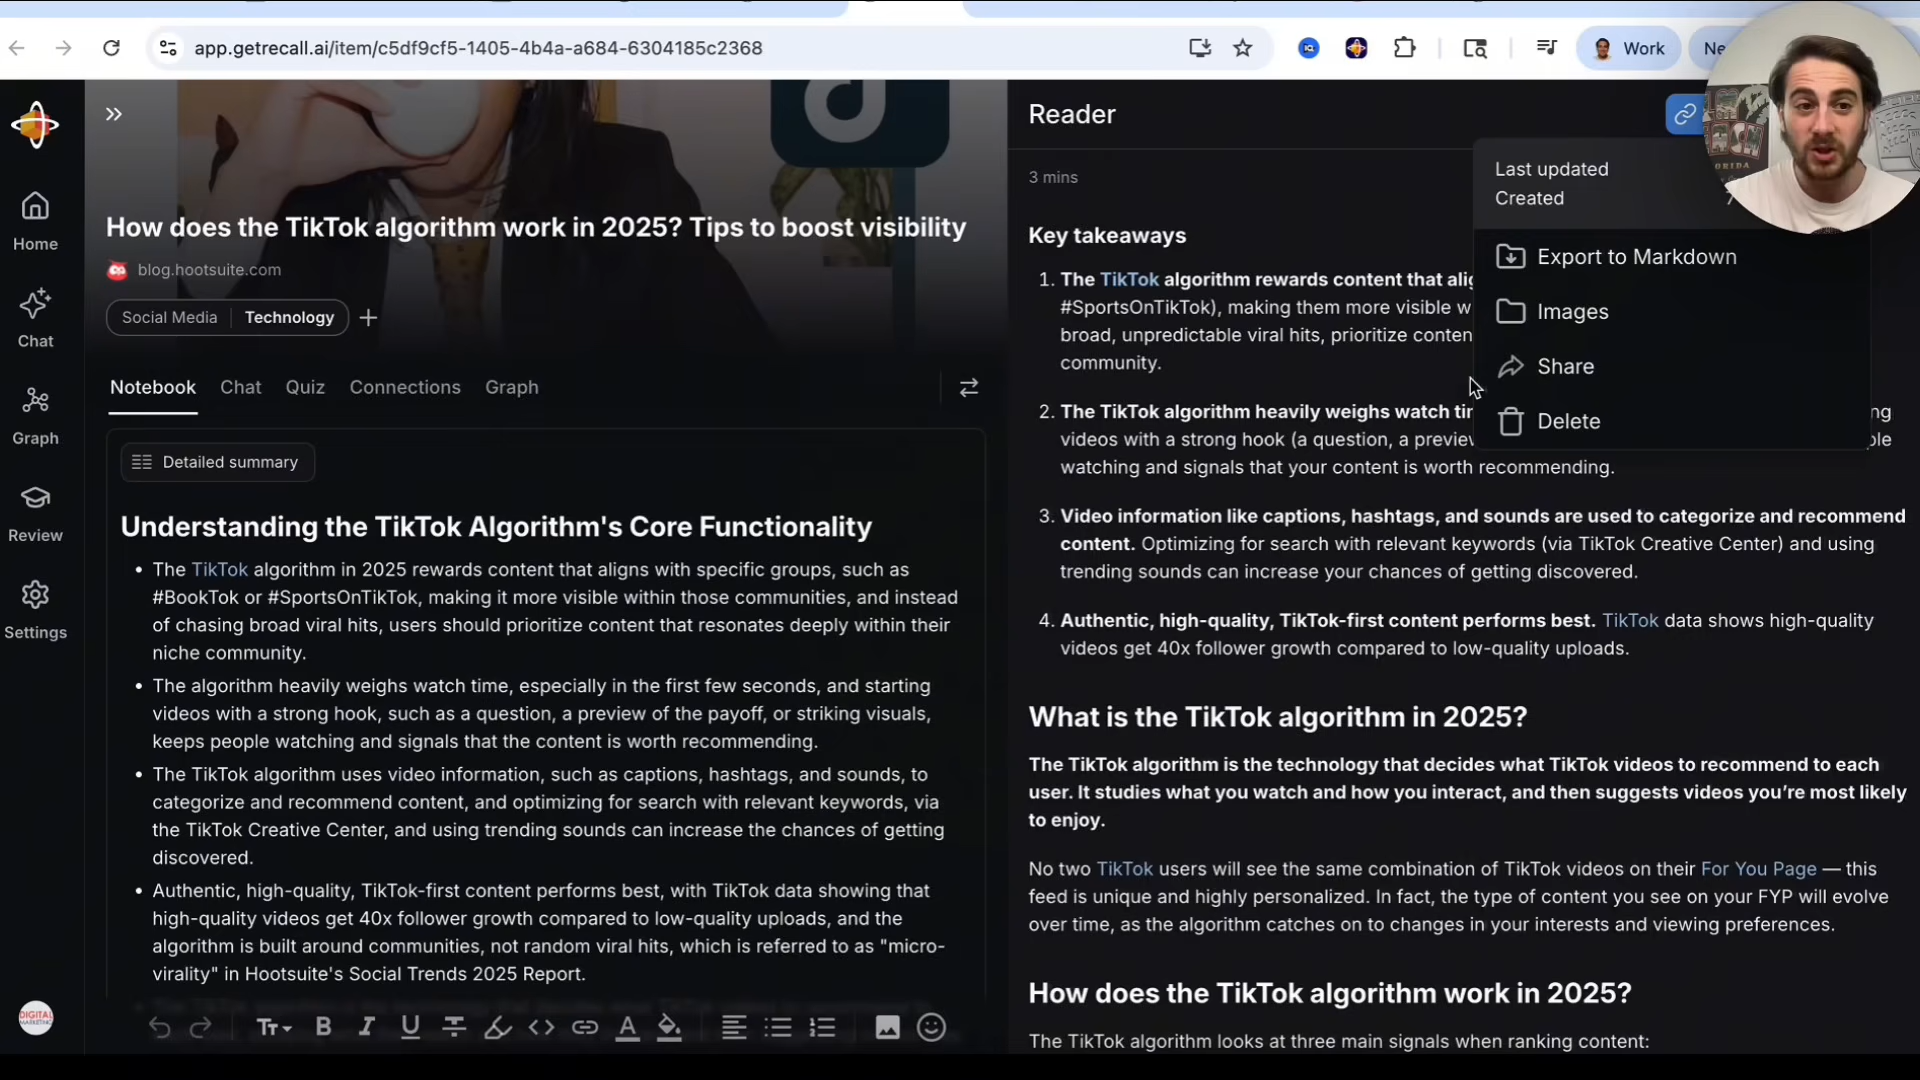 app.getrecall.ai/item/c5df9cf5-1405-4b4a-a684-6304185c2368
Work
Home
Chat
Graph
Review
Settings
DIGITAL
MARKETING
How does the TikTok algorithm work in 2025? Tips to boost visibility
blog.hootsuite.com
Social Media
Technology
Notebook
Chat
Quiz
Connections
Graph
Detailed summary
Understanding the TikTok Algorithm's Core Functionality
• The TikTok algorithm in 2025 rewards content that aligns with specific groups, such as
#BookTok or #SportsOnTikTok, making it more visible within those communities, and instead
of chasing broad viral hits, users should prioritize content that resonates deeply within their
niche community.
• The algorithm heavily weighs watch time, especially in the first few seconds, and starting
videos with a strong hook, such as a question, a preview of the payoff, or striking visuals,
keeps people watching and signals that the content is worth recommending.
• The TikTok algorithm uses video information, such as captions, hashtags, and sounds, to
categorize and recommend content, and optimizing for search with relevant keywords, via
the TikTok Creative Center, and using trending sounds can increase the chances of getting
discovered.
• Authentic, high-quality, TikTok-first content performs best, with TikTok data showing that
high-quality videos get 40x follower growth compared to low-quality uploads, and the
algorithm is built around communities, not random viral hits, which is referred to as "micro-
virality" in Hootsuite's Social Trends 2025 Report.
Reader
3 mins
Key takeaways
1. The TikTok algorithm rewards content that
#SportsOnTikTok), making them more visible
broad, unpredictable viral hits, prioritize
community.
2. The TikTok algorithm heavily weighs watch
videos with a strong hook (a question, a
watching and signals that your content is worth recommending.
3. Video information like captions, hashtags, and sounds are used to categorize and recommend
content. Optimizing for search with relevant keywords (via TikTok Creative Center) and using
trending sounds can increase your chances of getting discovered.
4. Authentic, high-quality, TikTok-first content performs best. TikTok data shows high-quality
videos get 40x follower growth compared to low-quality uploads.
What is the TikTok algorithm in 2025?
The TikTok algorithm is the technology that decides what TikTok videos to recommend to each
user. It studies what you watch and how you interact, and then suggests videos you're most likely
to enjoy.
No two TikTok users will see the same combination of TikTok videos on their For You Page — this
feed is unique and highly personalized. In fact, the type of content you see on your FYP will evolve
over time, as the algorithm catches on to changes in your interests and viewing preferences.
How does the TikTok algorithm work in 2025?
The TikTok algorithm looks at three main signals when ranking content:
Last updated
Created
Export to Markdown
Images
Share
Delete